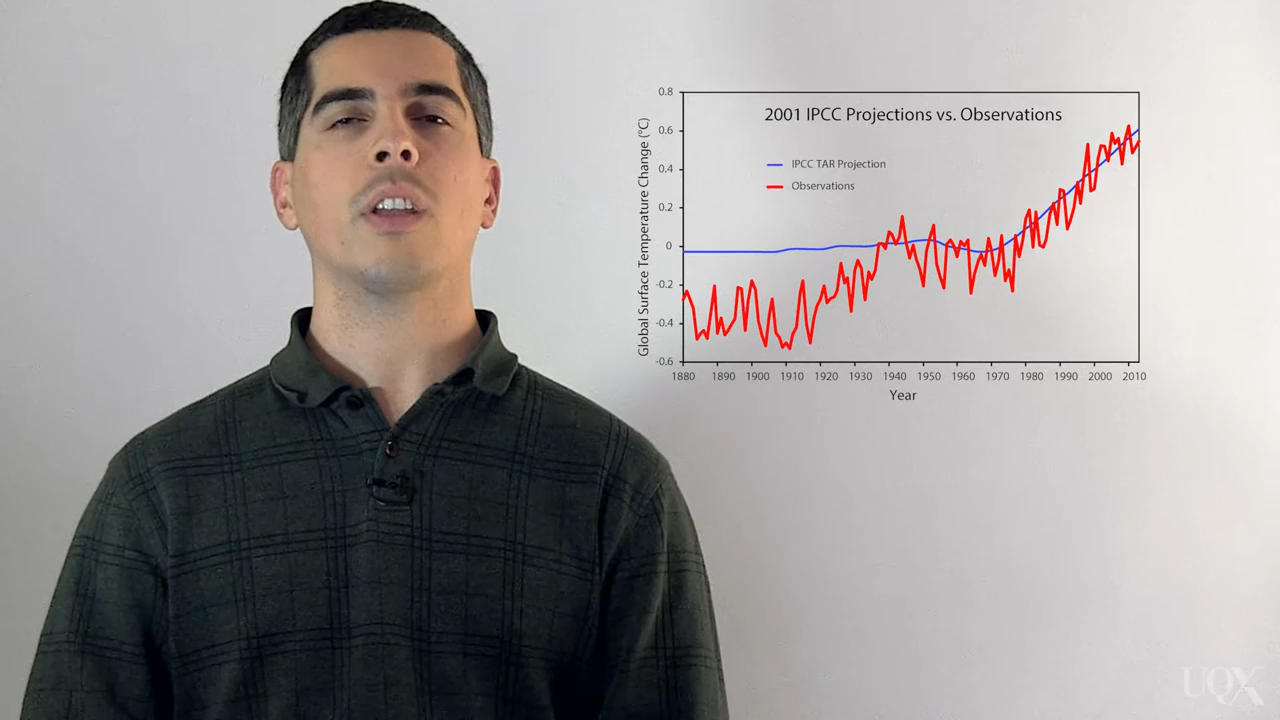 2001 IPCC Projections vs. Observations
IPCC TAR Projection
Observations
Global Surface Temperature Change (°C)
0.8
0.6
0.4
0.2
0
-0.2
-0.4
-0.6
1880 1890 1900 1910 1920 1930 1940 1950 1960 1970 1980 1990 2000 2010
Year
UQX